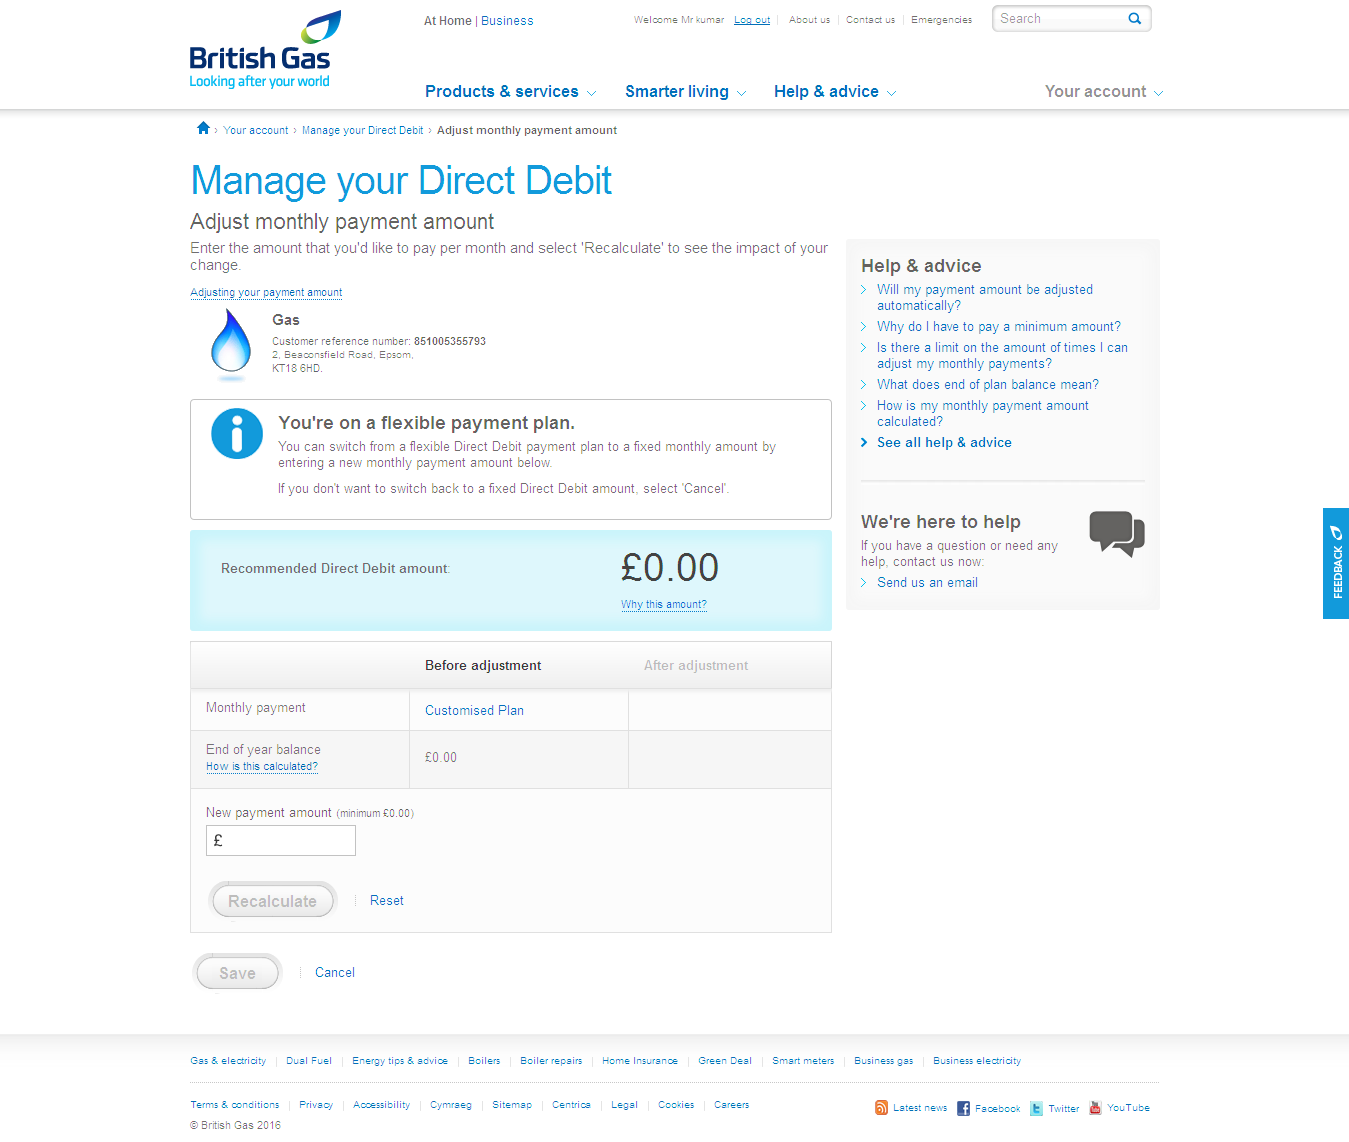 British Gas
Looking after your world
At Home | Business
Welcome Mr kumar Log out About us Contact us Emergencies
Search
Products & services Smarter living Help & advice Your account
› Your account › Manage your Direct Debit › Adjust monthly payment amount
Manage your Direct Debit
Adjust monthly payment amount
Enter the amount that you'd like to pay per month and select 'Recalculate' to see the impact of your
change.
Adjusting your payment amount
Gas
Customer reference number: 851005355793
2, Beaconsfield Road, Epsom,
KT18 6HD.
You're on a flexible payment plan.
You can switch from a flexible Direct Debit payment plan to a fixed monthly amount by
entering a new monthly payment amount below.
If you don't want to switch back to a fixed Direct Debit amount, select 'Cancel'.
Recommended Direct Debit amount:
£0.00
Why this amount?
Before adjustment After adjustment
Monthly payment Customised Plan
End of year balance
How is this calculated?
£0.00
New payment amount (minimum £0.00)
£
Recalculate Reset
Save Cancel
Help & advice
Will my payment amount be adjusted
automatically?
Why do I have to pay a minimum amount?
Is there a limit on the amount of times I can
adjust my monthly payments?
What does end of plan balance mean?
How is my monthly payment amount
calculated?
See all help & advice
We're here to help
If you have a question or need any
help, contact us now:
Send us an email
FEEDBACK
Gas & electricity Dual Fuel Energy tips & advice Boilers Boiler repairs Home Insurance Green Deal Smart meters Business gas Business electricity
Terms & conditions Privacy Accessibility Cymraeg Sitemap Centrica Legal Cookies Careers
Latest news Facebook Twitter YouTube
© British Gas 2016